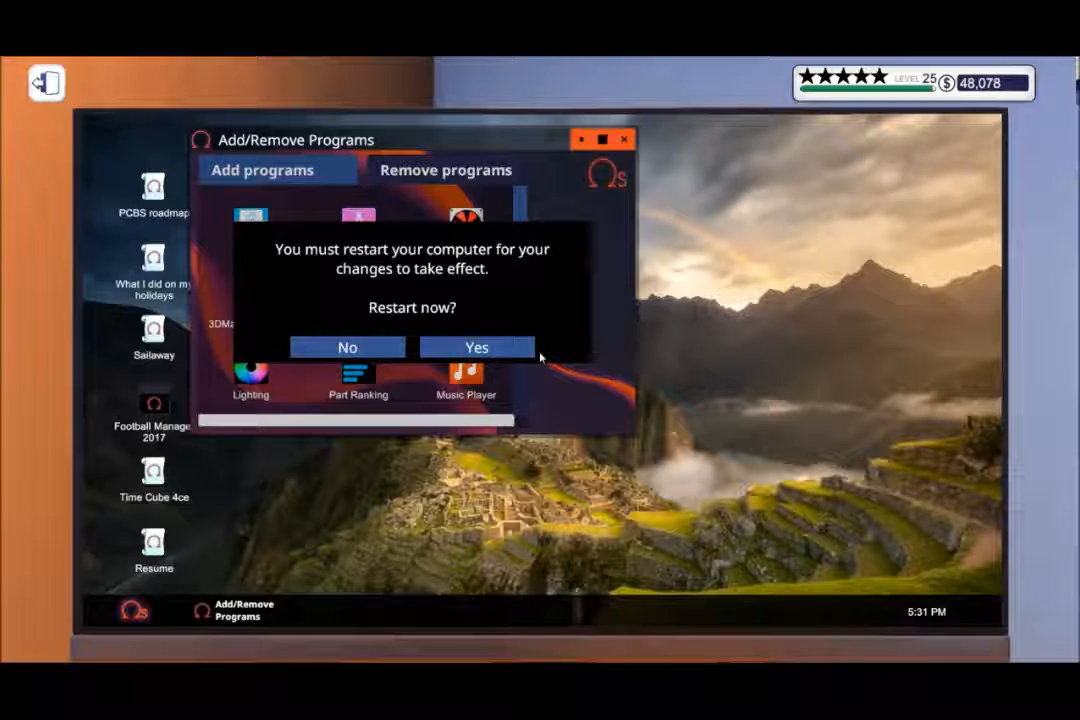 LEVEL 25
$ 48,078
Add/Remove Programs
Add programs
Remove programs
PCBS roadmap
What I did on my
holidays
Sailaway
Football Manage
2017
Time Cube 4ce
Resume
You must restart your computer for your
changes to take effect.
Restart now?
No
Yes
3DMa
Lighting
Part Ranking
Music Player
Add/Remove
Programs
5:31 PM